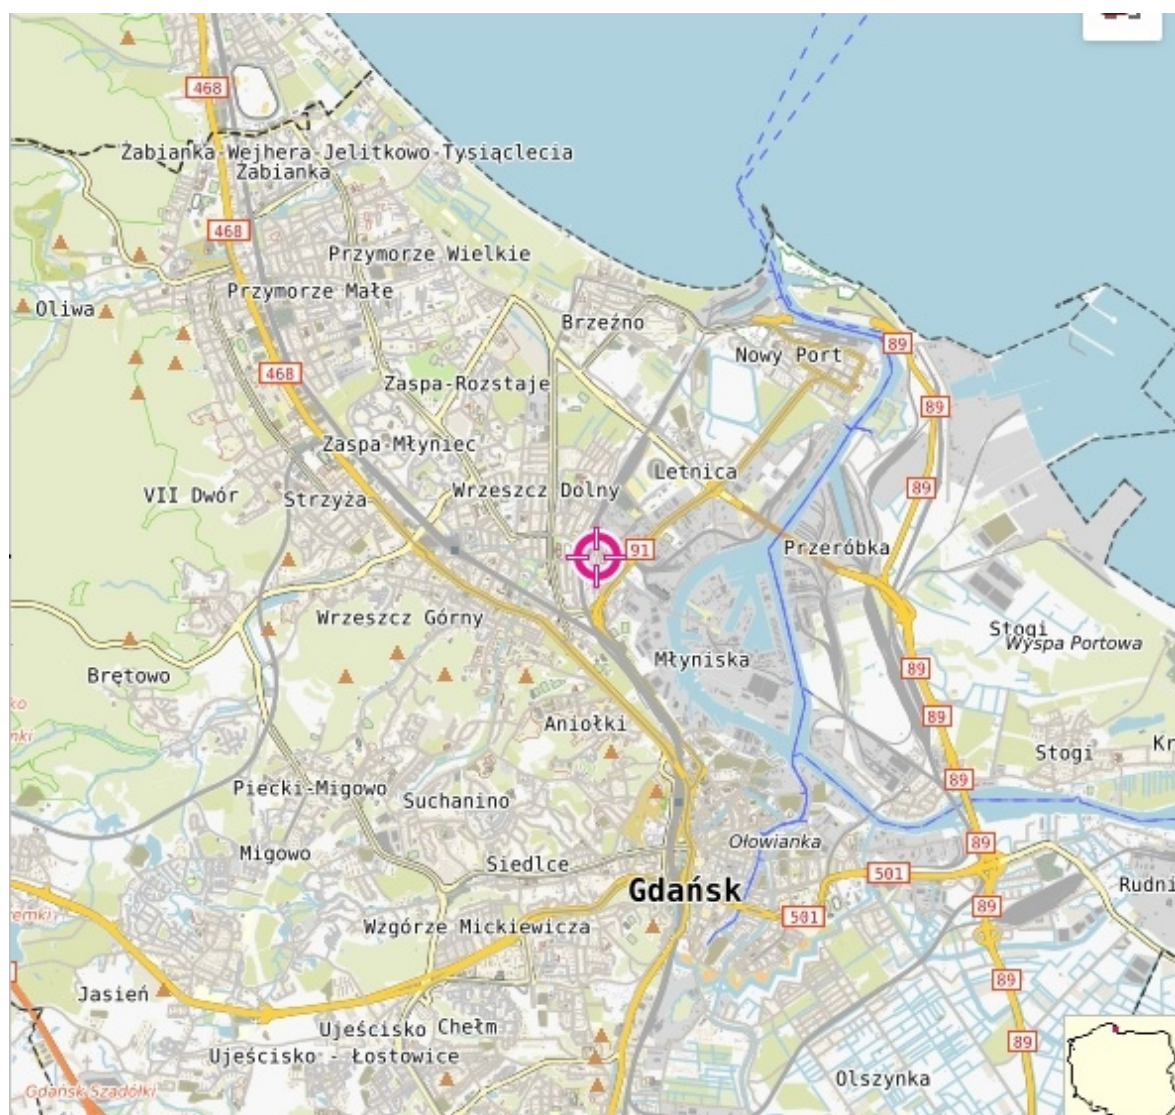 468
Żabianka-Wejhera-Jelitkowo-Tysiąclecia
Żabianka
468
Przymorze Wielkie
Przymorze Małe
Oliwa
Brzeźno
89
Nowy Port
468
Zaspa-Rozstaje
89
Zaspa-Młyniec
Letnica
VII Dwór
Strzyża
Wrzeszcz Dolny
89
91
Przeróbka
Wrzeszcz Górny
Stogi
Wyspa Portowa
Młyniska
89
Brętowo
89
Aniołki
Stogi
Kr
89
Piecki-Migowo
Suchanino
Migowo
Ołowianka
89
Siedlce
501
Gdańsk
Rudni
89
501
Wzgórze Mickiewicza
89
Jasień
Ujeścisko
Chełm
89
Ujeścisko - Łostowice
Olszynka
Gdańsk Szadółki